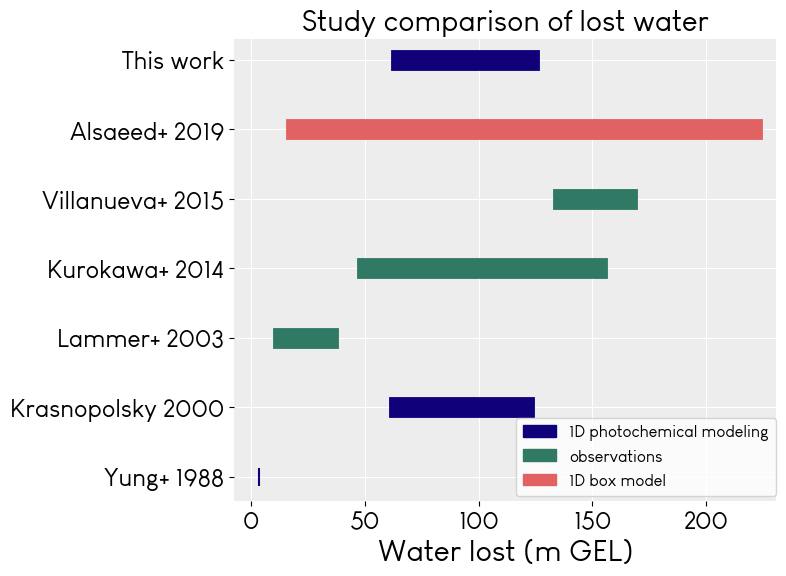 Study comparison of lost water
This work
Alsaeed+ 2019
Villanueva+ 2015
Kurokawa+ 2014
Lammer+ 2003
Krasnopolsky 2000
Yung+ 1988
1D photochemical modeling
observations
1D box model
0 50 100 150 200
Water lost (m GEL)